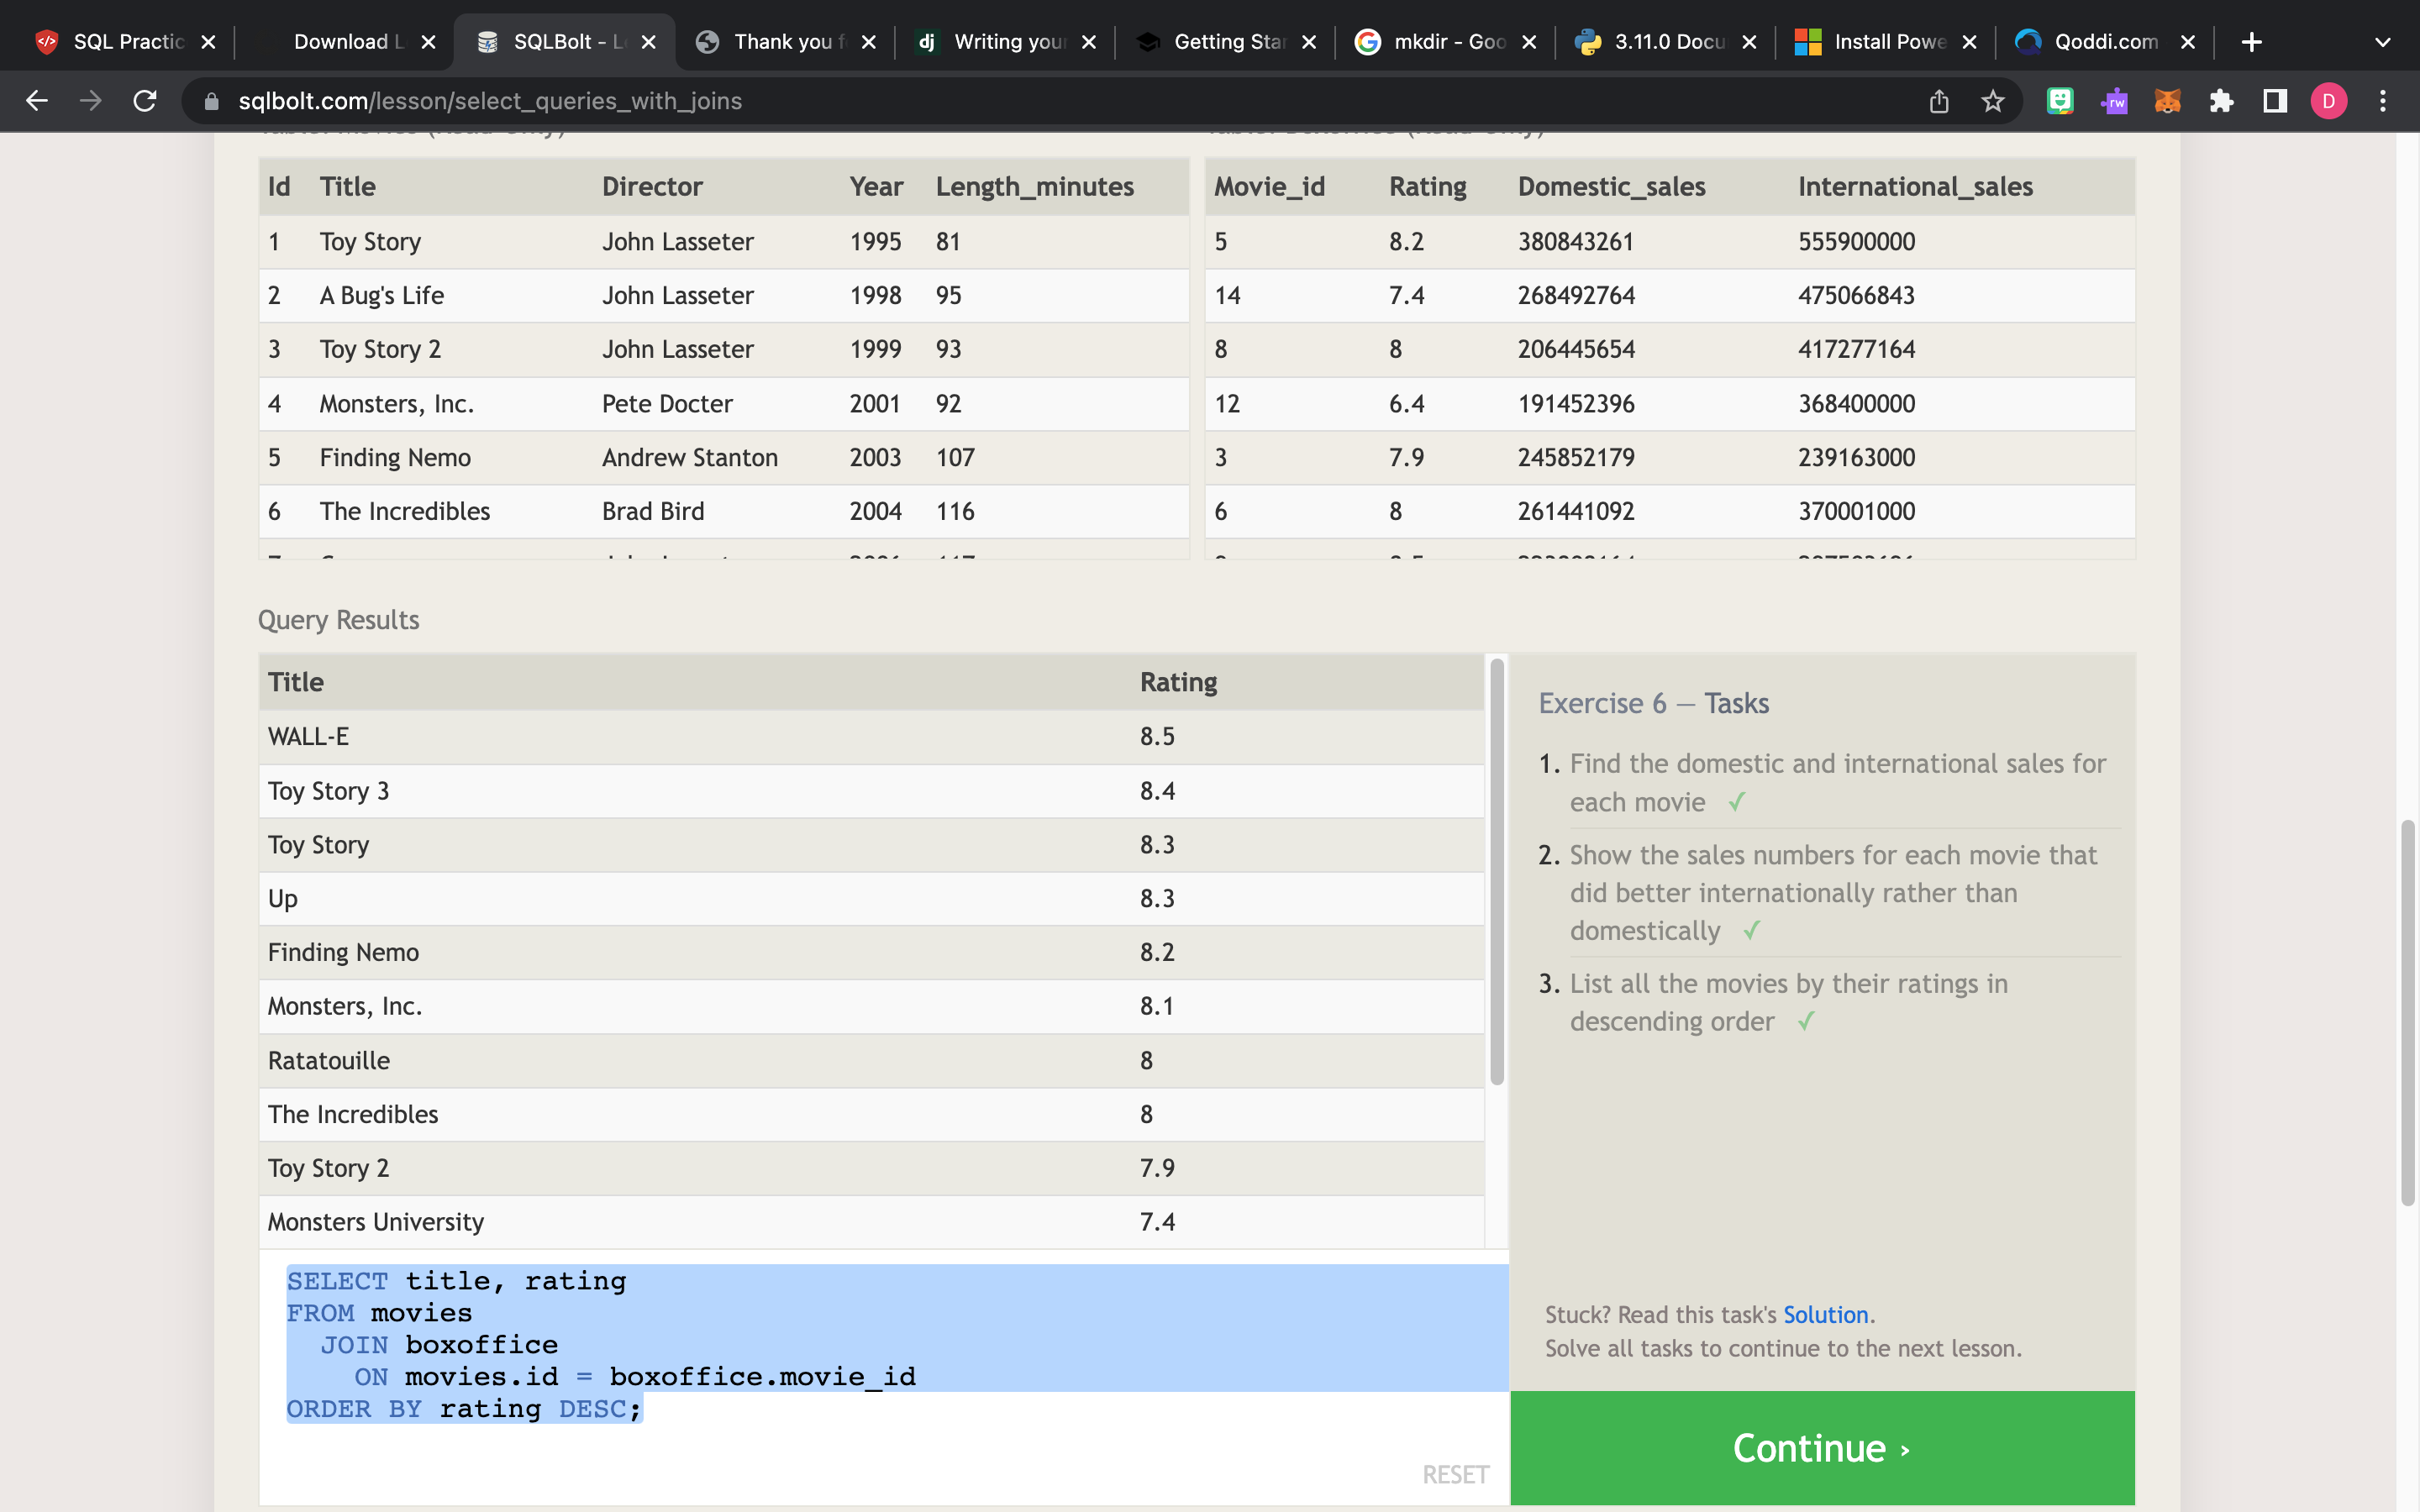 SQL Practic
Download L
SQLBolt - L
Thank you f
dj Writing your
Getting Star
mkdir - Goo
3.11.0 Docu
Install Powe
Qoddi.com
sqlbolt.com/lesson/select_queries_with_joins
rw
D
Id Title Director Year Length_minutes
1 Toy Story John Lasseter 1995 81
2 A Bug's Life John Lasseter 1998 95
3 Toy Story 2 John Lasseter 1999 93
4 Monsters, Inc. Pete Docter 2001 92
5 Finding Nemo Andrew Stanton 2003 107
6 The Incredibles Brad Bird 2004 116
Movie_id Rating Domestic_sales International_sales
5 8.2 380843261 555900000
14 7.4 268492764 475066843
8 8 206445654 417277164
12 6.4 191452396 368400000
3 7.9 245852179 239163000
6 8 261441092 370001000
Query Results
Title Rating
WALL-E 8.5
Toy Story 3 8.4
Toy Story 8.3
Up 8.3
Finding Nemo 8.2
Monsters, Inc. 8.1
Ratatouille 8
The Incredibles 8
Toy Story 2 7.9
Monsters University 7.4
SELECT title, rating
FROM movies
JOIN boxoffice
ON movies.id = boxoffice.movie_id
ORDER BY rating DESC;
RESET
Exercise 6 — Tasks
1. Find the domestic and international sales for
each movie ✓
2. Show the sales numbers for each movie that
did better internationally rather than
domestically ✓
3. List all the movies by their ratings in
descending order ✓
Stuck? Read this task's Solution.
Solve all tasks to continue to the next lesson.
Continue ›